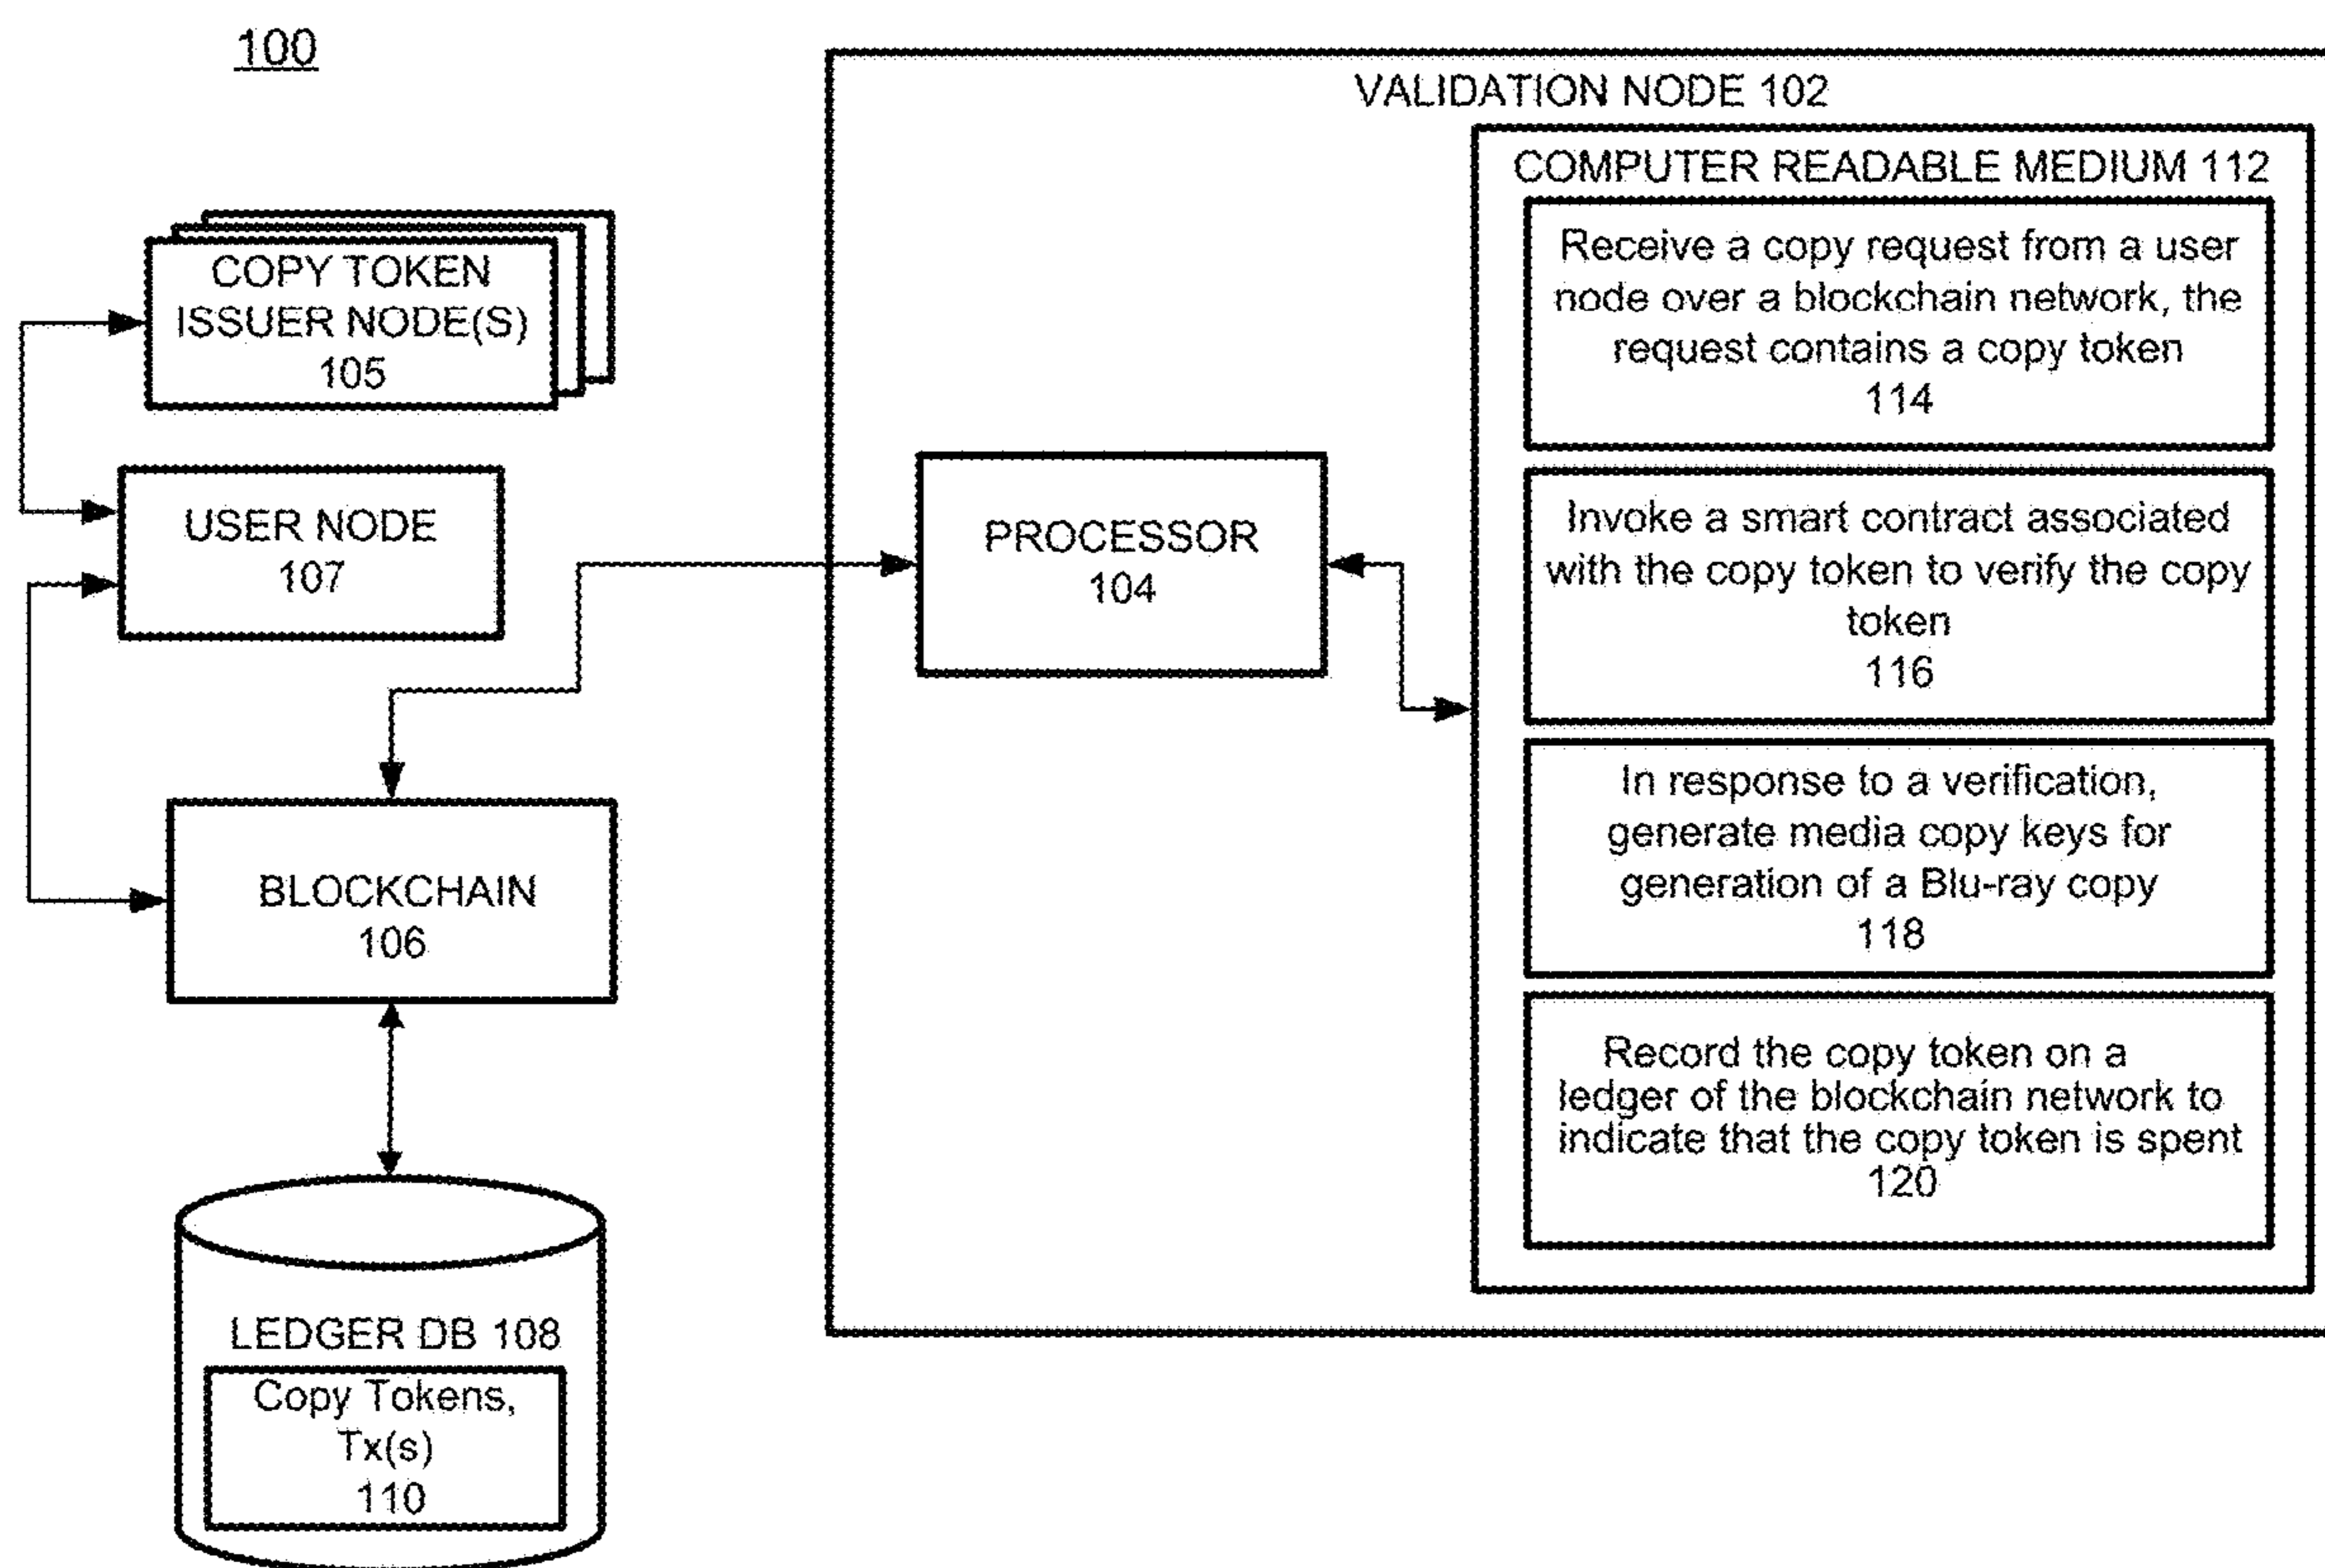 100
COPY TOKEN
ISSUER NODE(S)
105
USER NODE
107
BLOCKCHAIN
106
LEDGER DB 108
Copy Tokens,
Tx(s)
110
VALIDATION NODE 102
PROCESSOR
104
COMPUTER READABLE MEDIUM 112
Receive a copy request from a user
node over a blockchain network, the
request contains a copy token
114
Invoke a smart contract associated
with the copy token to verify the copy
token
116
In response to a verification,
generate media copy keys for
generation of a Blu-ray copy
118
Record the copy token on a
ledger of the blockchain network to
indicate that the copy token is spent
120